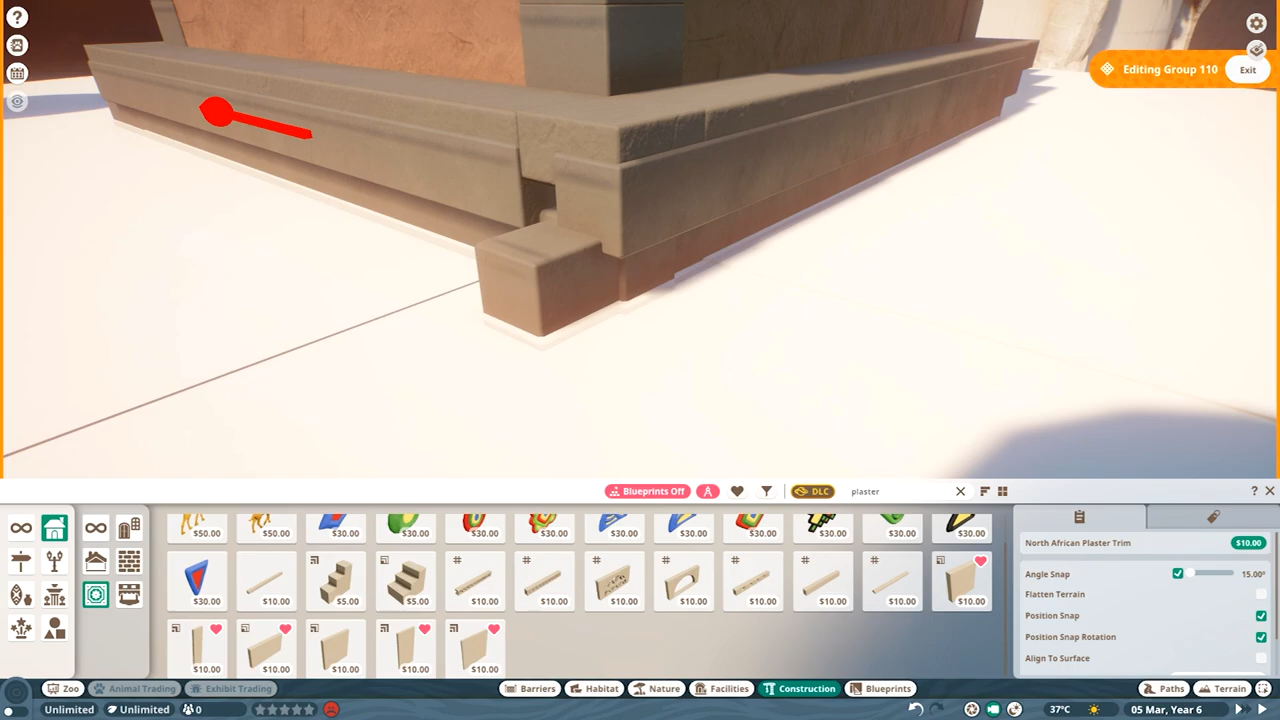 ?
Editing Group 110
Exit
Blueprints Off
DLC
plaster
?
$50.00
$50.00
$30.00
$30.00
$30.00
$30.00
$30.00
$30.00
$30.00
$30.00
$30.00
$30.00
$30.00
$10.00
$5.00
$5.00
$10.00
$10.00
$10.00
$10.00
$10.00
$10.00
$10.00
$10.00
$10.00
$10.00
$10.00
$10.00
$10.00
North African Plaster Trim
$10.00
Angle Snap
15.00°
Flatten Terrain
Position Snap
Position Snap Rotation
Align To Surface
Zoo
Animal Trading
Exhibit Trading
Barriers
Habitat
Nature
Facilities
Construction
Blueprints
Paths
Terrain
Unlimited
Unlimited
0
37°C
05 Mar, Year 6